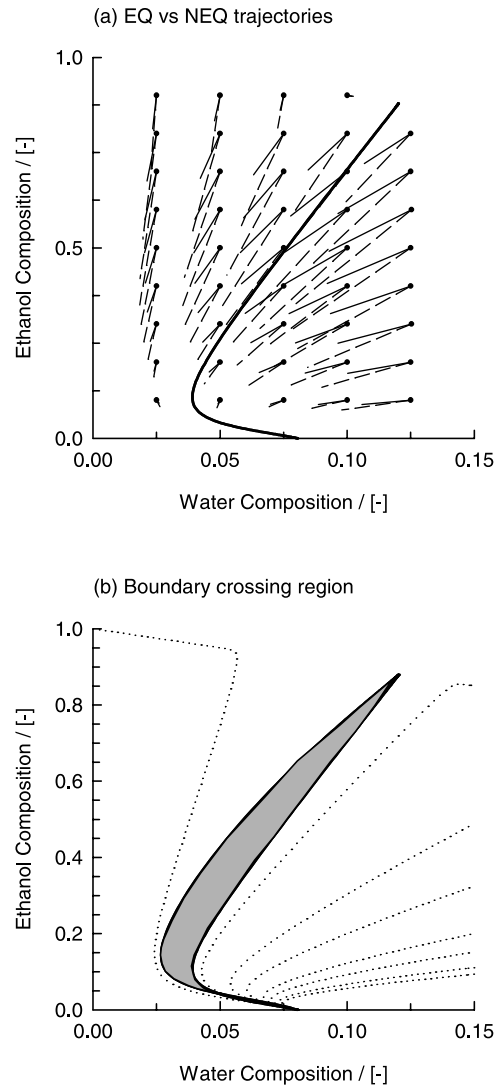 (a) EQ vs NEQ trajectories
1.0
0.5
0.0
Ethanol Composition / [-]
0.00 0.05 0.10 0.15
Water Composition / [-]
(b) Boundary crossing region
1.0
0.8
0.6
0.4
0.2
0.0
Ethanol Composition / [-]
0.00 0.05 0.10 0.15
Water Composition / [-]